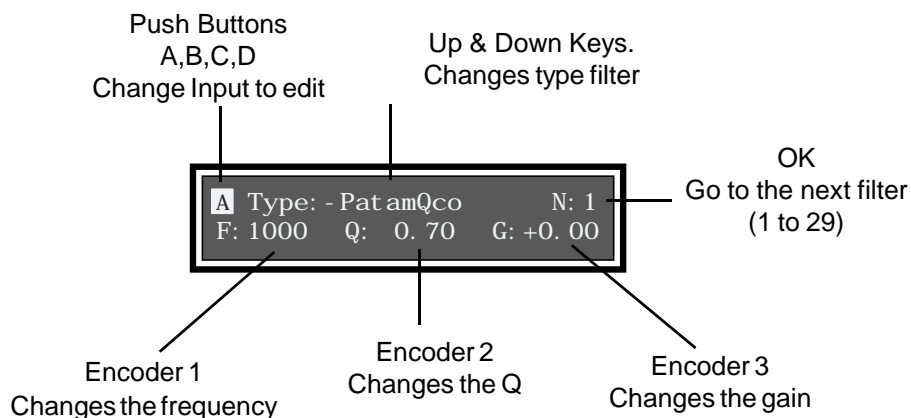 Push Buttons
A,B,C,D
Change Input to edit
Up & Down Keys.
Changes type filter
OK
Go to the next filter
(1 to 29)
A Type: - PatamQco N: 1
F: 1000 Q: 0. 70 G: +0. 00
Encoder 1
Changes the frequency
Encoder 2
Changes the Q
Encoder 3
Changes the gain